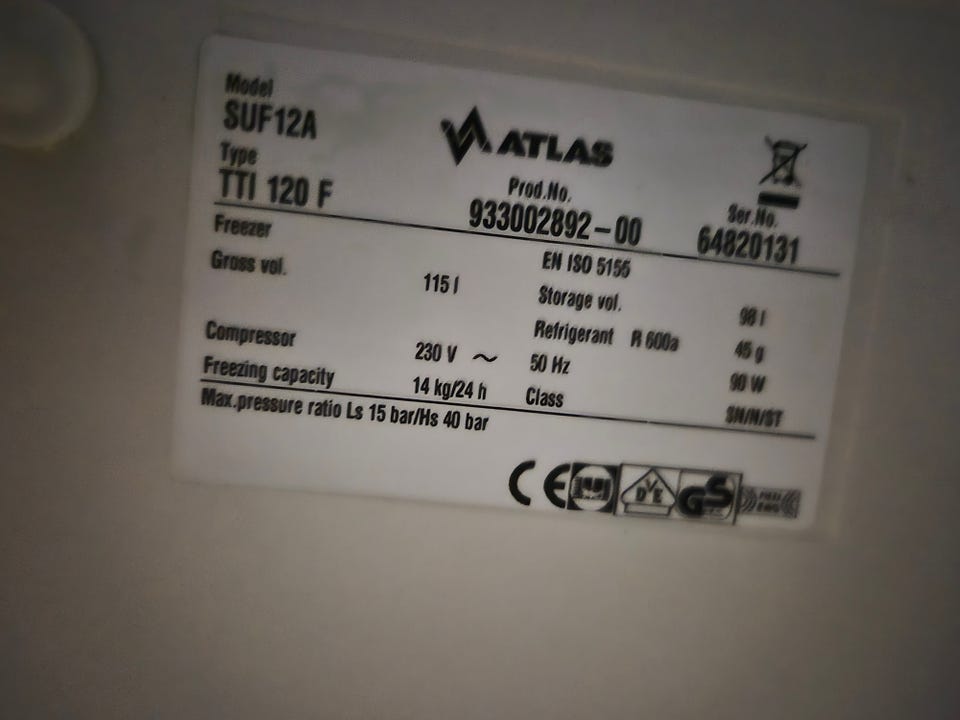 Model
SUF12A
ATLAS
Type
TTI 120 F
Prod.No.
933002892-00
Ser.No.
64820131
Freezer
EN ISO 5155
Gross vol. 115 l
Storage vol. 98 l
Refrigerant R 600a 45 g
Compressor 230 V ~ 50 Hz 90 W
Freezing capacity 14 kg/24 h Class SN/N/ST
Max.pressure ratio Ls 15 bar/Hs 40 bar
CE DVE GS